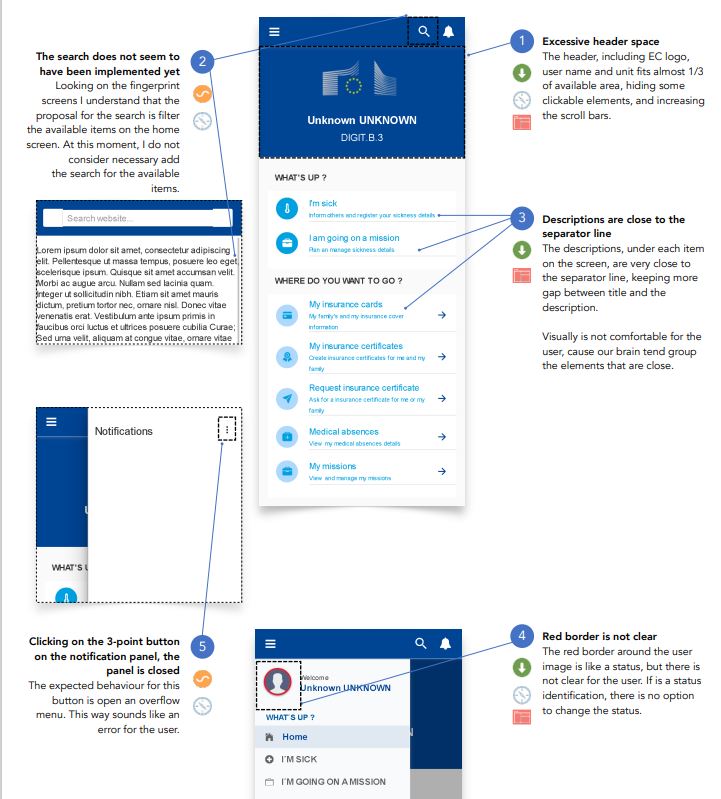 1
Excessive header space
The header, including EC logo,
user name and unit fits almost 1/3
of available area, hiding some
clickable elements, and increasing
the scroll bars.
2
The search does not seem to
have been implemented yet
Looking on the fingerprint
screens I understand that the
proposal for the search is filter
the available items on the home
screen. At this moment, I do not
consider necessary add
the search for the available
items.
Search website...
Lorem ipsum dolor sit amet, consectetur adipiscing
elit. Pellentesque ut massa tempus, posuere leo eget
scelerisque ipsum. Quisque sit amet accumsan velit.
Morbi ac augue arcu. Nullam sed lacinia quam.
Integer ut sollicitudin nibh. Etiam sit amet mauris
dictum, pretium tortor nec, ornare nisl. Donec vitae
venenatis erat. Vestibulum ante ipsum primis in
faucibus orci luctus et ultrices posuere cubilia Curae;
Sed urna velit, aliquam at congue vitae, ornare vitae
Unknown UNKNOWN
DIGIT.B.3
WHAT'S UP ?
I'm sick
Inform others and register your sickness details
I am going on a mission
Plan an manage sickness details
WHERE DO YOU WANT TO GO ?
My insurance cards
My family's and my insurance cover
information
My insurance certificates
Create insurance certificates for me and my
family
Request insurance certificate
Ask for a insurance certificate for me or my
family
Medical absences
View my medical absences details
My missions
View and manage my missions
3
Descriptions are close to the
separator line
The descriptions, under each item
on the screen, are very close to
the separator line, keeping more
gap between title and the
description.
Visually is not comfortable for the
user, cause our brain tend group
the elements that are close.
Notifications
WHAT'S U
5
Clicking on the 3-point button
on the notification panel, the
panel is closed
The expected behaviour for this
button is open an overflow
menu. This way sounds like an
error for the user.
Welcome
Unknown UNKNOWN
WHAT'S UP ?
Home
I'M SICK
I'M GOING ON A MISSION
N
4
Red border is not clear
The red border around the user
image is like a status, but there is
not clear for the user. If is a status
identification, there is no option
to change the status.